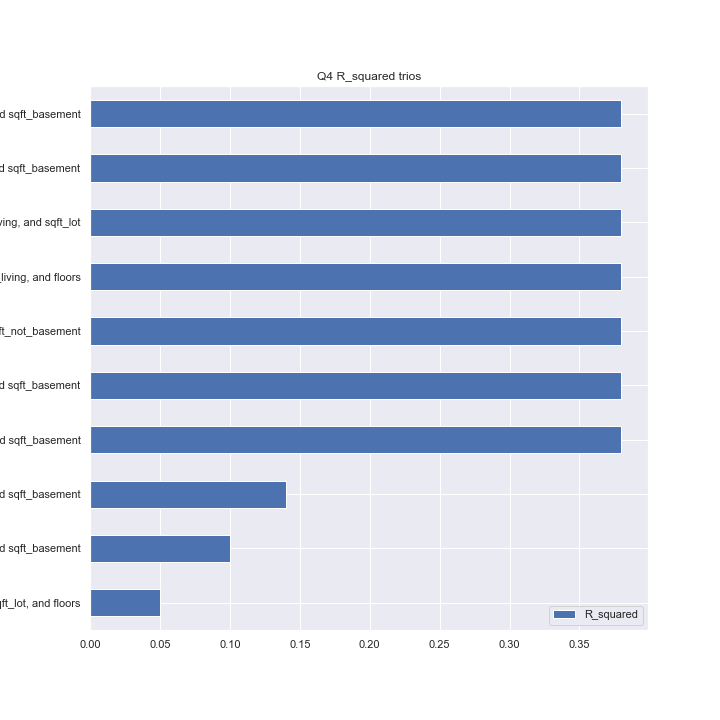 Q4 R_squared trios
d sqft_basement
d sqft_basement
ving, and sqft_lot
living, and floors
ft_not_basement
d sqft_basement
d sqft_basement
d sqft_basement
d sqft_basement
qft_lot, and floors
R_squared
0.00 0.05 0.10 0.15 0.20 0.25 0.30 0.35